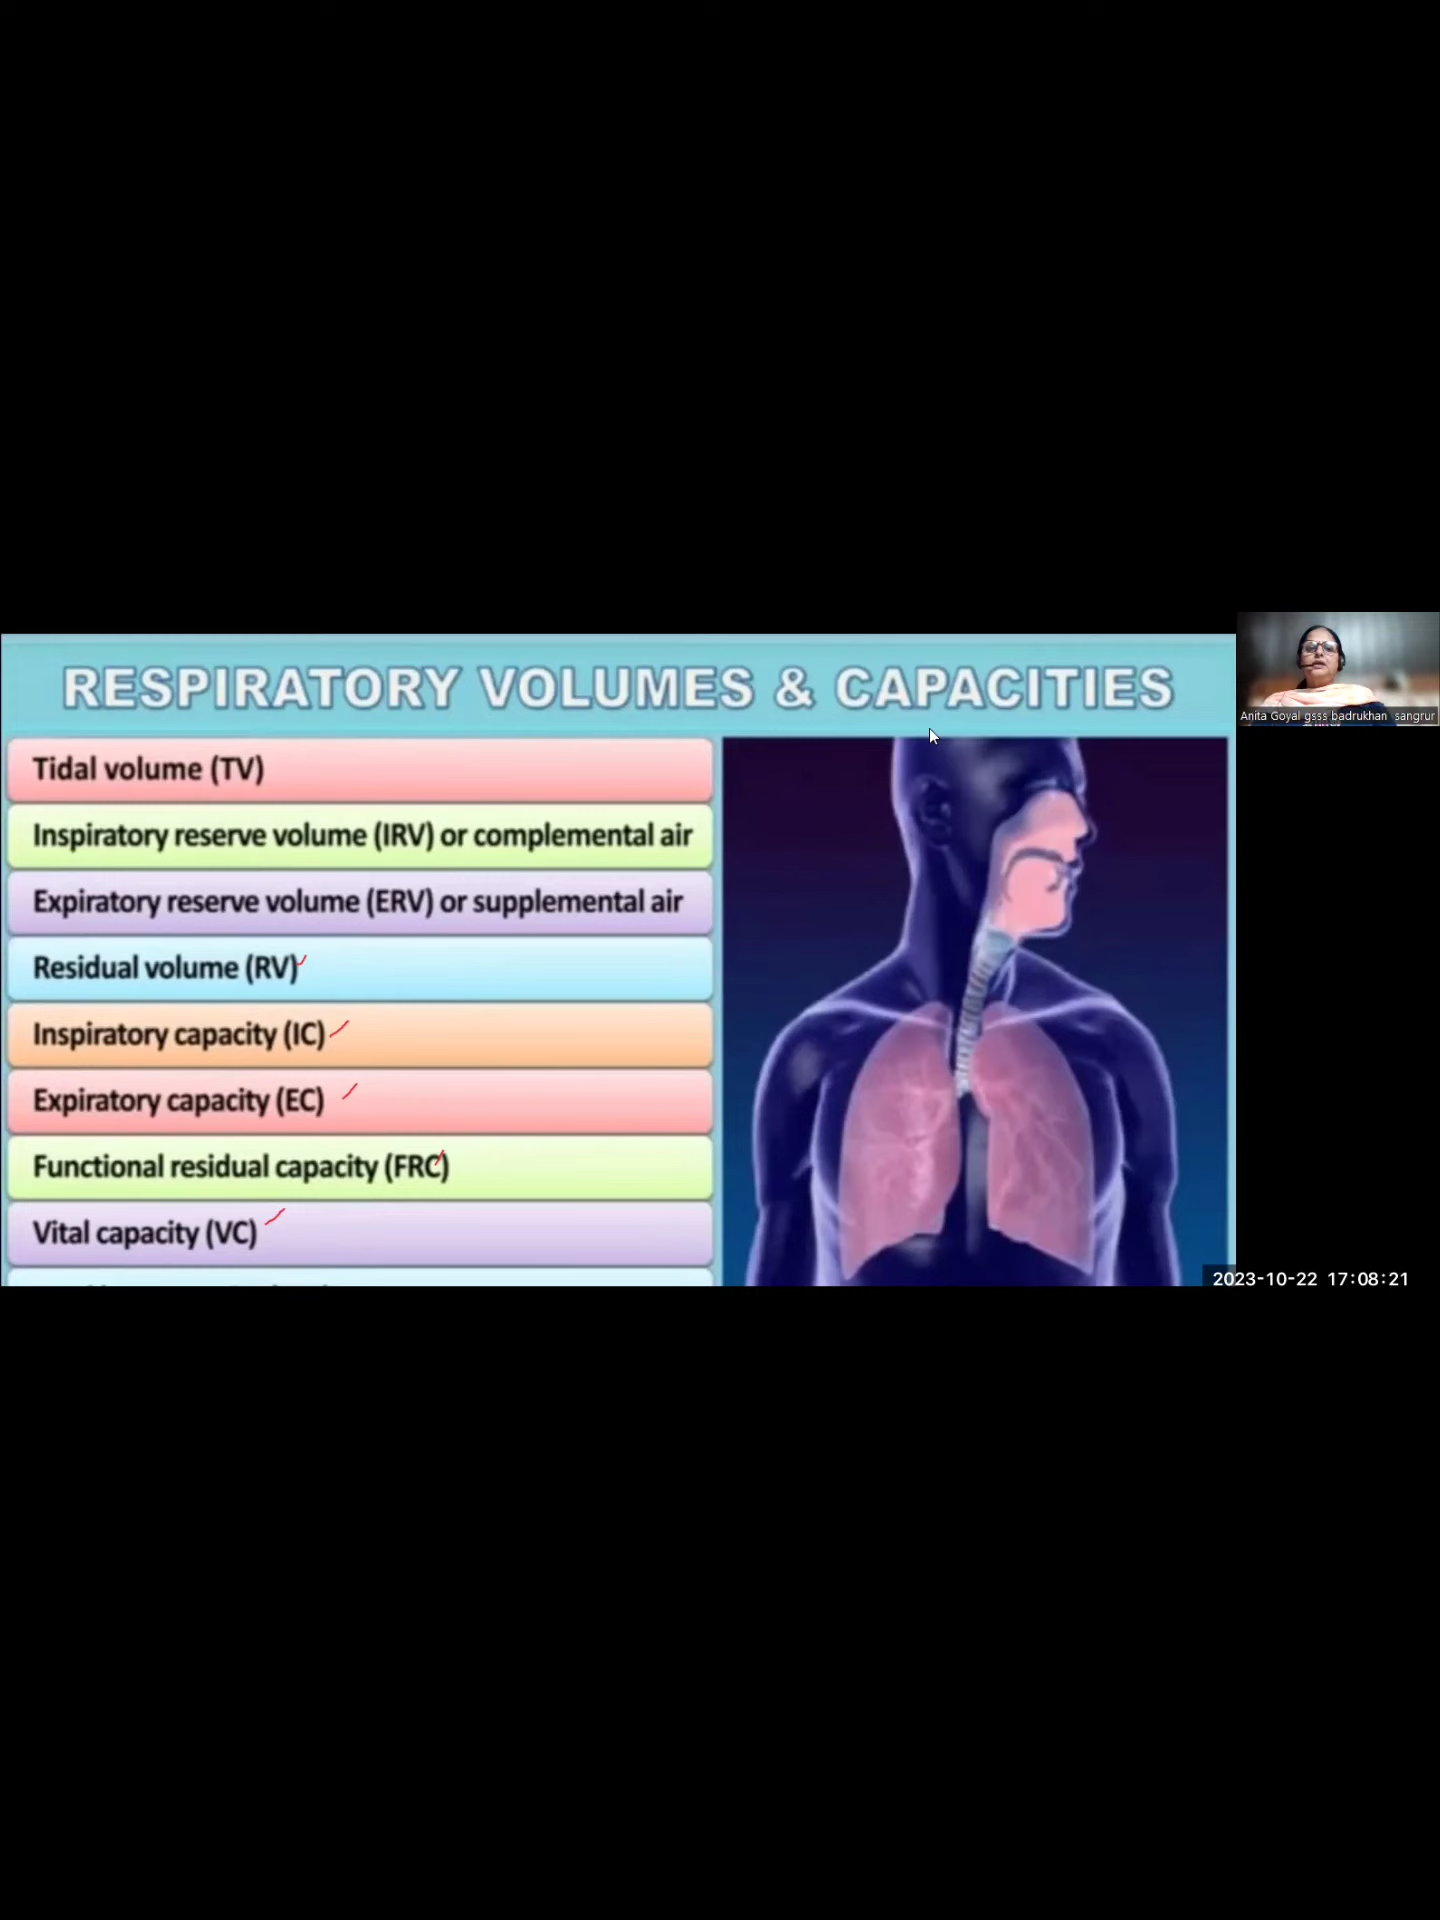 RESPIRATORY VOLUMES & CAPACITIES
Anita Goyal gsss badrukhan sangrur
Tidal volume (TV)
Inspiratory reserve volume (IRV) or complemental air
Expiratory reserve volume (ERV) or supplemental air
Residual volume (RV)
Inspiratory capacity (IC)
Expiratory capacity (EC)
Functional residual capacity (FRC)
Vital capacity (VC)
2023-10-22 17:08:21